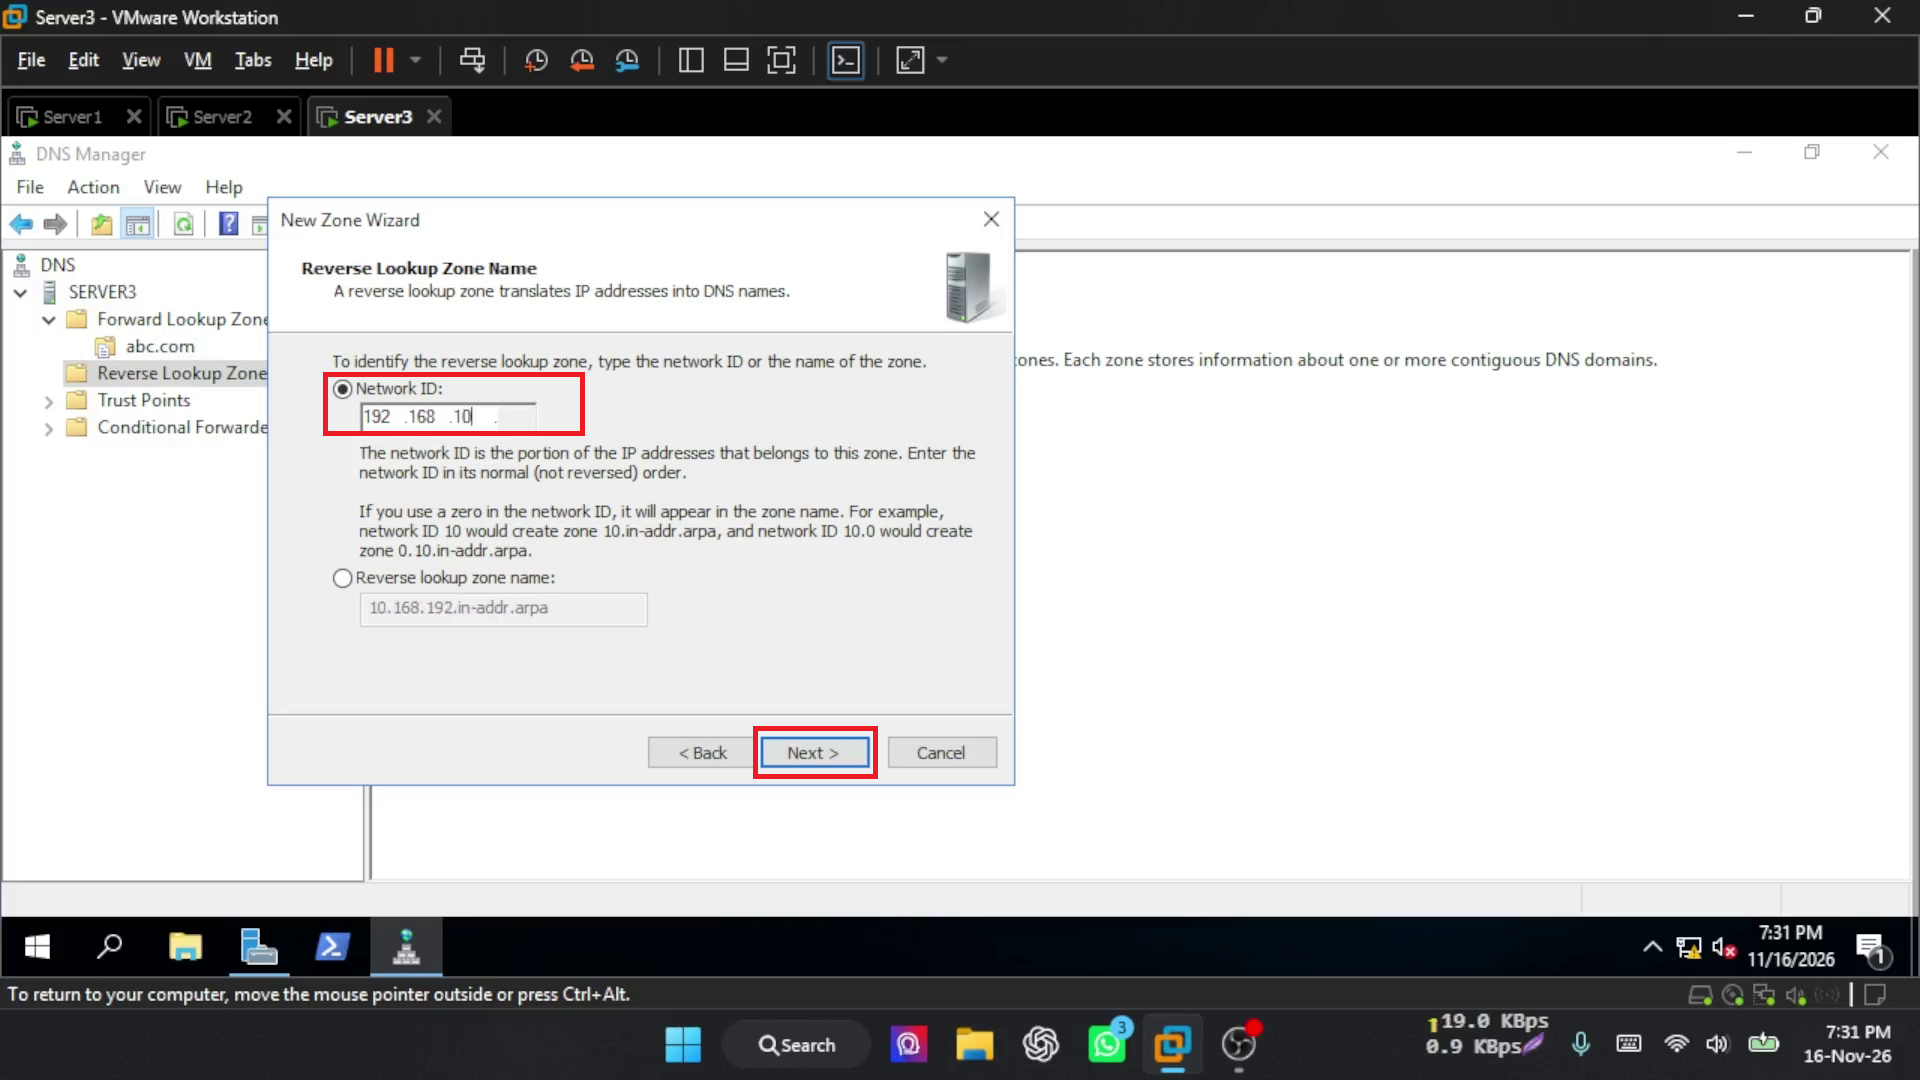 Server3 - VMware Workstation
File Edit View VM Tabs Help
Server1 Server2 Server3
DNS Manager
File Action View Help
DNS
SERVER3
Forward Lookup Zone
abc.com
Reverse Lookup Zone
Trust Points
Conditional Forwarde
New Zone Wizard
Reverse Lookup Zone Name
A reverse lookup zone translates IP addresses into DNS names.
To identify the reverse lookup zone, type the network ID or the name of the zone.
Network ID:
192 .168 .10 .
The network ID is the portion of the IP addresses that belongs to this zone. Enter the
network ID in its normal (not reversed) order.
If you use a zero in the network ID, it will appear in the zone name. For example,
network ID 10 would create zone 10.in-addr.arpa, and network ID 10.0 would create
zone 0.10.in-addr.arpa.
Reverse lookup zone name:
10.168.192.in-addr.arpa
< Back Next > Cancel
ones. Each zone stores information about one or more contiguous DNS domains.
7:31 PM
11/16/2026
1
To return to your computer, move the mouse pointer outside or press Ctrl+Alt.
Search
3
19.0 KBps
0.9 KBps
7:31 PM
16-Nov-26